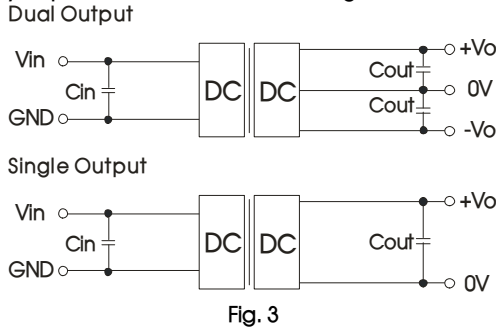 Dual Output
Vin
+Vo
Cin
DC
DC
Cout
0V
Cout
GND
-Vo
Single Output
Vin
+Vo
Cin
DC
DC
Cout
GND
0V
Fig. 3